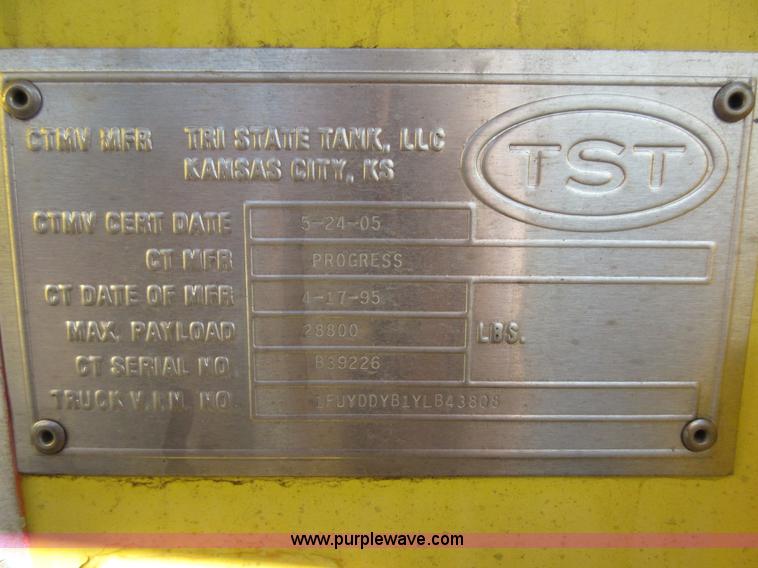 CTMV MFR TRI STATE TANK, LLC
KANSAS CITY, KS
TST
CTMV CERT DATE 5-24-05
CT MFR PROGRESS
CT DATE OF MFR 4-17-95
MAX. PAYLOAD 28800 LBS.
CT SERIAL NO. B39226
TRUCK V.I.N. NO. 1FUYDDYB1YLB43808
www.purplewave.com